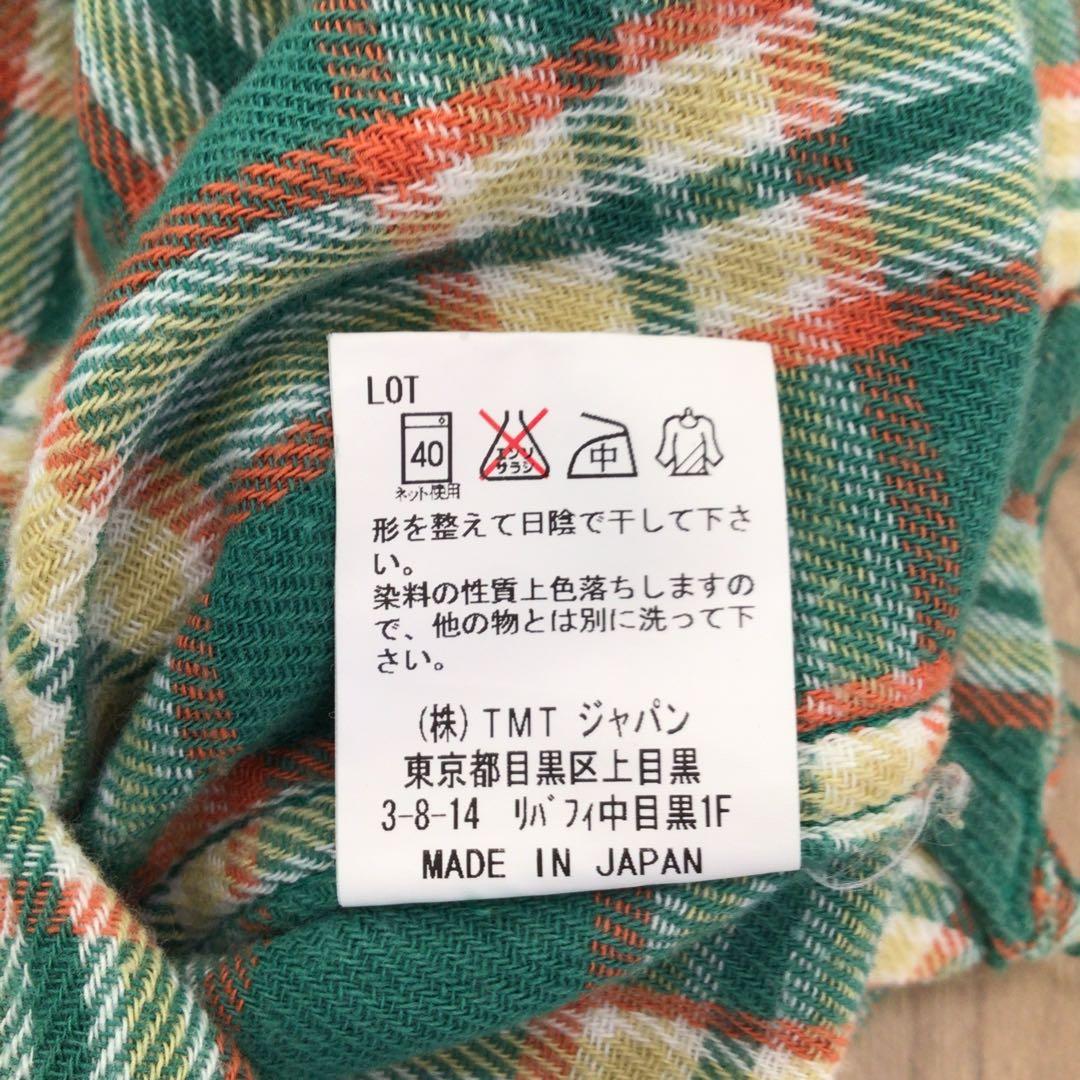 LOT
40
エンソ
サラシ
中
ネット使用
形を整えて日陰で干して下さ
い。
染料の性質上色落ちしますの
で、他の物とは別に洗って下
さい。
(株)TMT ジャパン
東京都目黒区上目黒
3-8-14 リバフィ中目黒1F
MADE IN JAPAN